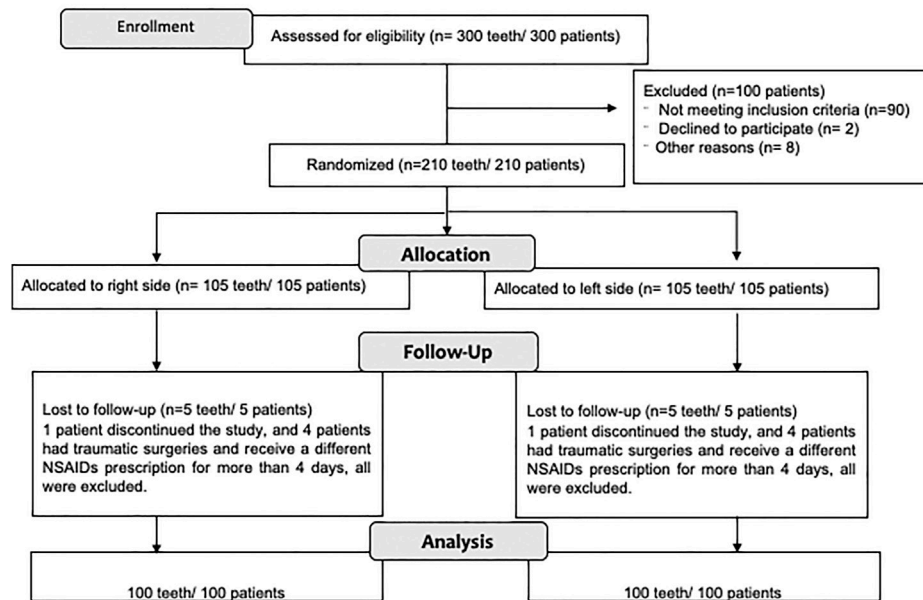 Enrollment
Assessed for eligibility (n= 300 teeth/ 300 patients)
Excluded (n=100 patients)
- Not meeting inclusion criteria (n=90)
- Declined to participate (n= 2)
- Other reasons (n= 8)
Randomized (n=210 teeth/ 210 patients)
Allocation
Allocated to right side (n= 105 teeth/ 105 patients)
Allocated to left side (n= 105 teeth/ 105 patients)
Follow-Up
Lost to follow-up (n=5 teeth/ 5 patients)
1 patient discontinued the study, and 4 patients
had traumatic surgeries and receive a different
NSAIDs prescription for more than 4 days, all
were excluded.
Lost to follow-up (n=5 teeth/ 5 patients)
1 patient discontinued the study, and 4 patients
had traumatic surgeries and receive a different
NSAIDs prescription for more than 4 days, all
were excluded.
Analysis
100 teeth/ 100 patients
100 teeth/ 100 patients